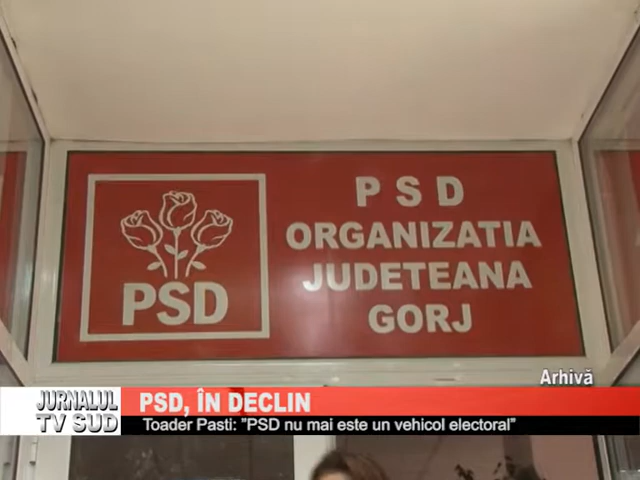 PSD
P S D
ORGANIZATIA
JUDETEANA
GORJ
Arhivă
JURNALUL
TV SUD
PSD, ÎN DECLIN
Toader Pasti: "PSD nu mai este un vehicol electoral"